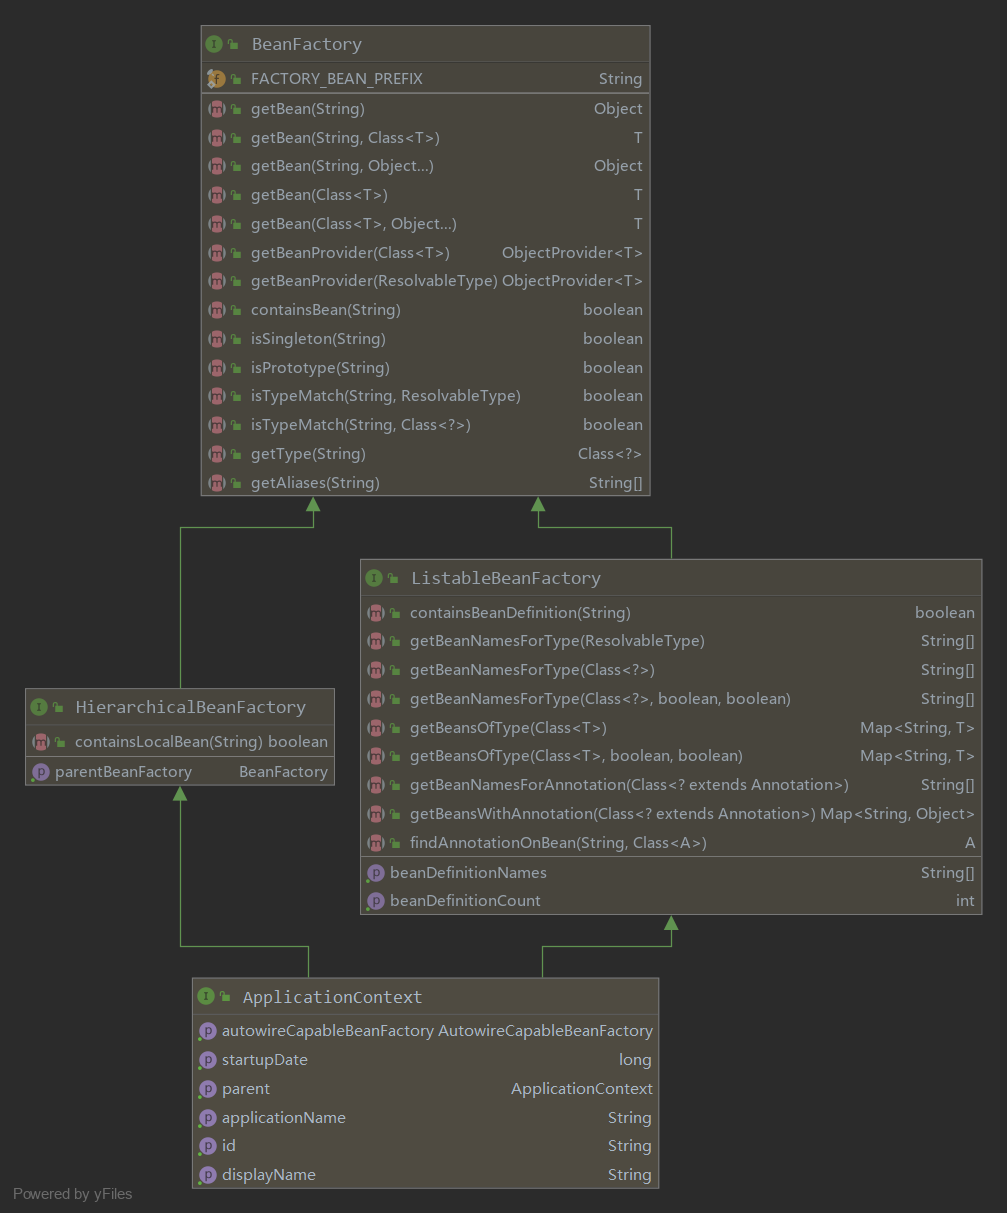 BeanFactory
FACTORY_BEAN_PREFIX String
getBean(String) Object
getBean(String, Class<T>) T
getBean(String, Object...) Object
getBean(Class<T>) T
getBean(Class<T>, Object...) T
getBeanProvider(Class<T>) ObjectProvider<T>
getBeanProvider(ResolvableType) ObjectProvider<T>
containsBean(String) boolean
isSingleton(String) boolean
isPrototype(String) boolean
isTypeMatch(String, ResolvableType) boolean
isTypeMatch(String, Class<?>) boolean
getType(String) Class<?>
getAliases(String) String[]
ListableBeanFactory
containsBeanDefinition(String) boolean
getBeanNamesForType(ResolvableType) String[]
getBeanNamesForType(Class<?>) String[]
getBeanNamesForType(Class<?>, boolean, boolean) String[]
getBeansOfType(Class<T>) Map<String, T>
getBeansOfType(Class<T>, boolean, boolean) Map<String, T>
getBeanNamesForAnnotation(Class<? extends Annotation>) String[]
getBeansWithAnnotation(Class<? extends Annotation>) Map<String, Object>
findAnnotationOnBean(String, Class<A>) A
beanDefinitionNames String[]
beanDefinitionCount int
HierarchicalBeanFactory
containsLocalBean(String) boolean
parentBeanFactory BeanFactory
ApplicationContext
autowireCapableBeanFactory AutowireCapableBeanFactory
startupDate long
parent ApplicationContext
applicationName String
id String
displayName String
Powered by yFiles